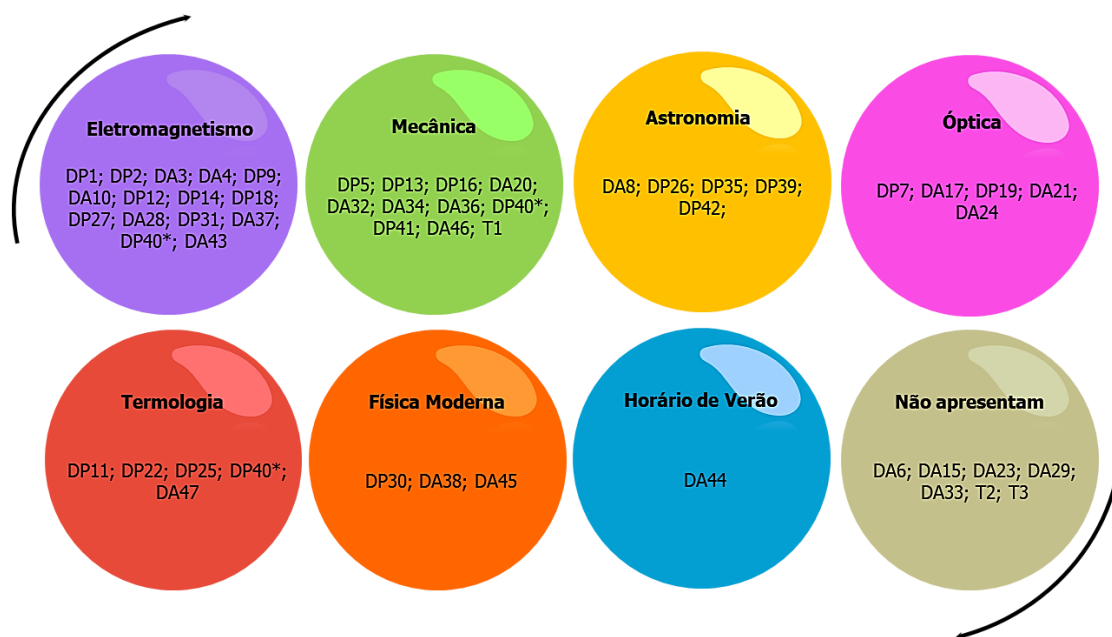 Eletromagnetismo
DP1; DP2; DA3; DA4; DP9;
DA10; DP12; DP14; DP18;
DP27; DA28; DP31; DA37;
DP40*; DA43
Mecânica
DP5; DP13; DP16; DA20;
DA32; DA34; DA36; DP40*;
DP41; DA46; T1
Astronomia
DA8; DP26; DP35; DP39;
DP42;
Óptica
DP7; DA17; DP19; DA21;
DA24
Termologia
DP11; DP22; DP25; DP40*;
DA47
Física Moderna
DP30; DA38; DA45
Horário de Verão
DA44
Não apresentam
DA6; DA15; DA23; DA29;
DA33; T2; T3